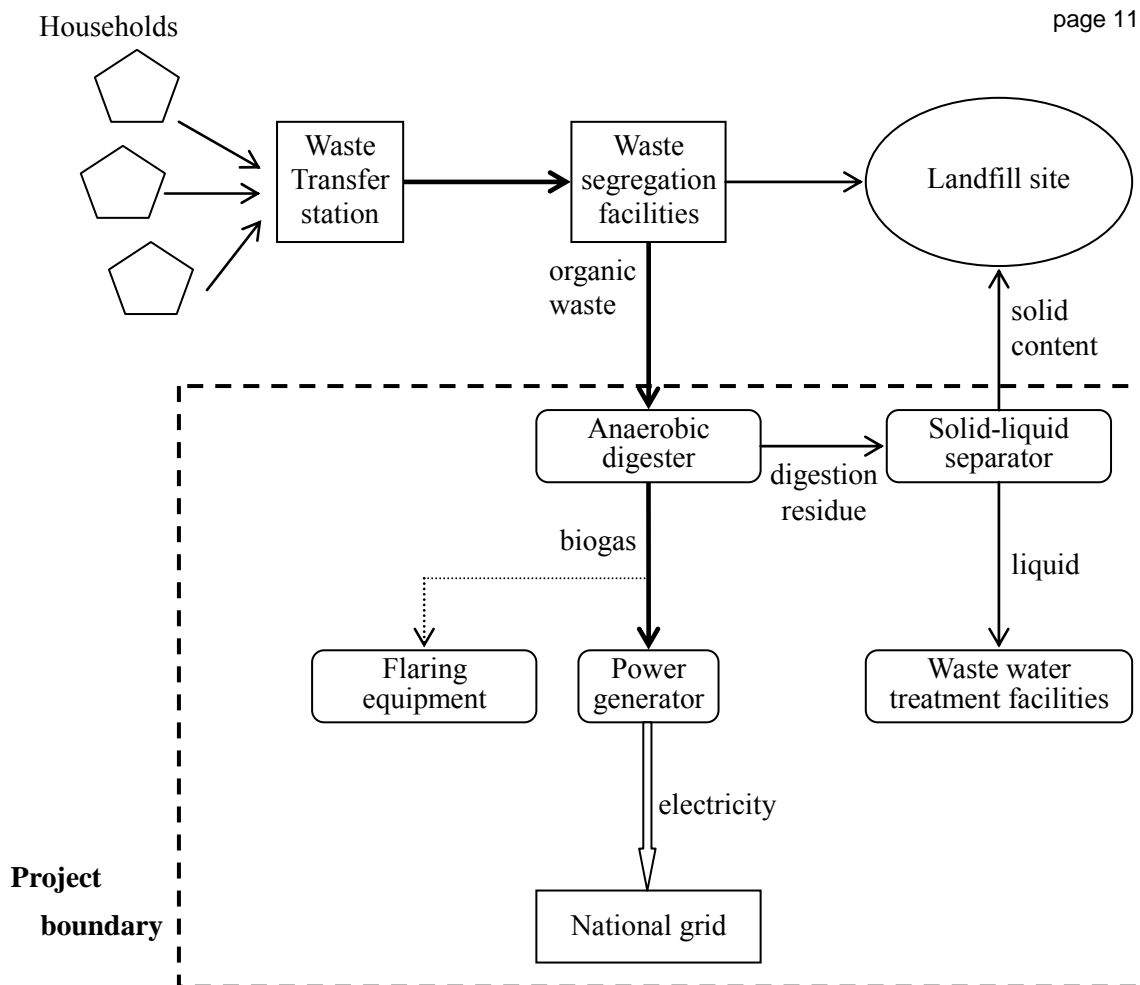 page 11
Households
Waste
Transfer
station
Waste
segregation
facilities
Landfill site
organic
waste
solid
content
Anaerobic
digester
Solid-liquid
separator
digestion
residue
biogas
liquid
Flaring
equipment
Power
generator
Waste water
treatment facilities
electricity
Project
boundary
National grid